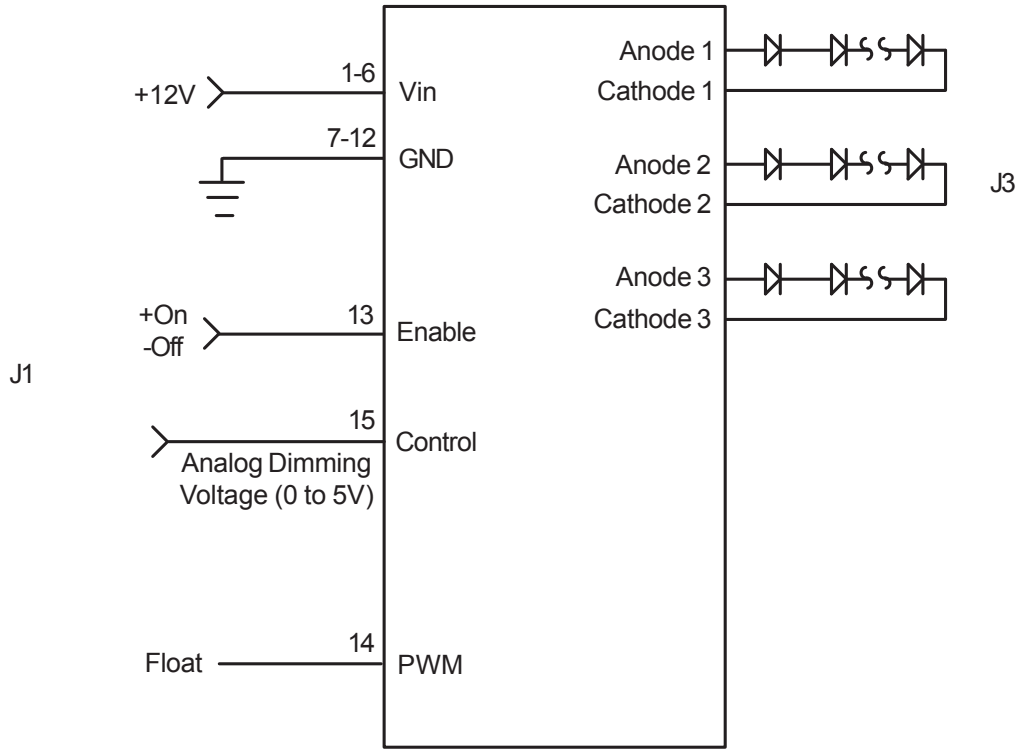 Anode 1
1-6
+12V
Vin
Cathode 1
7-12
GND
Anode 2
J3
Cathode 2
Anode 3
+On
13
Enable
Cathode 3
-Off
J1
15
Control
Analog Dimming
Voltage (0 to 5V)
14
Float
PWM